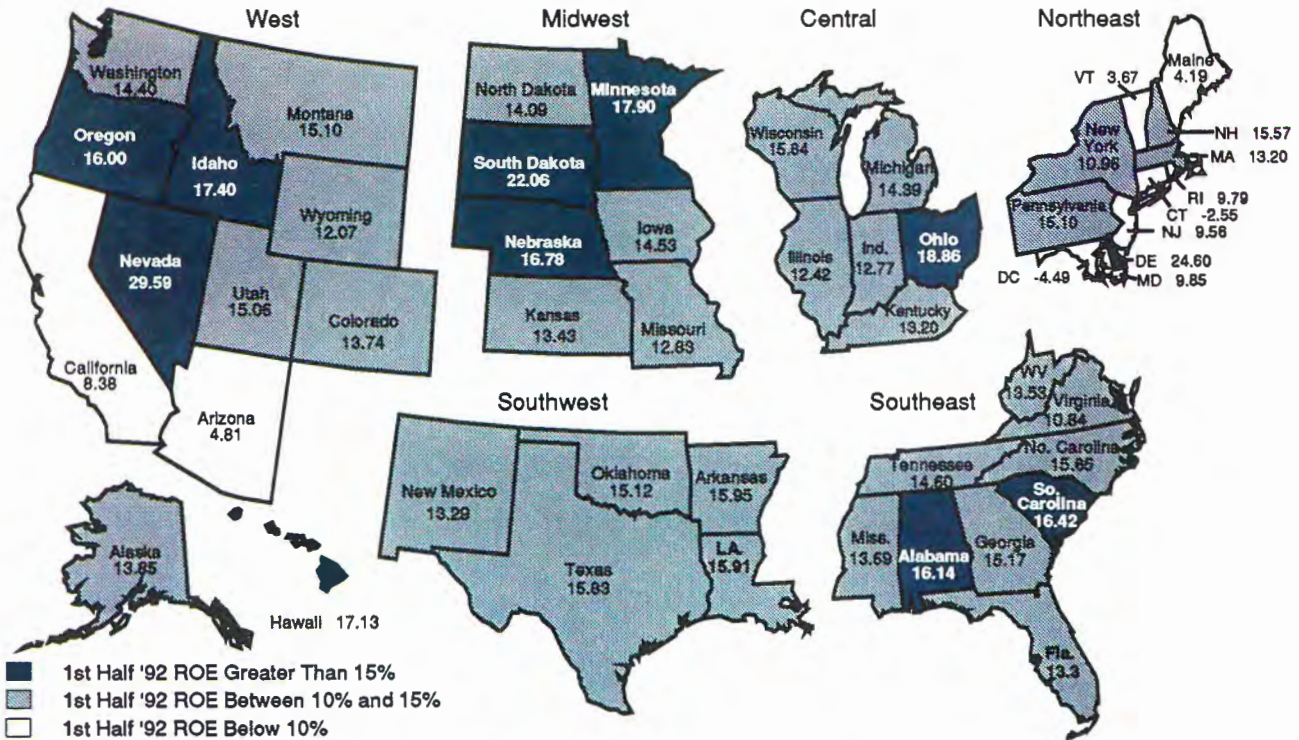 West
Washington
14.40
Montana
15.10
Oregon
16.00
Idaho
17.40
Wyoming
12.07
Nevada
29.59
Utah
15.06
Colorado
13.74
California
8.38
Arizona
4.81
Alaska
13.85
Hawaii 17.13
Midwest
North Dakota
14.09
Minnesota
17.90
South Dakota
22.06
Nebraska
16.78
Iowa
14.53
Kansas
13.43
Missouri
12.83
Central
Wisconsin
15.84
Michigan
14.39
Illinois
12.42
Ind.
12.77
Ohio
18.86
Kentucky
13.20
Northeast
Maine
4.19
VT 3.67
New
York
10.96
NH 15.57
MA 13.20
Pennsylvania
15.10
RI 9.79
CT -2.55
NJ 9.56
DE 24.60
DC -4.49
MD 9.85
Southwest
New Mexico
13.29
Oklahoma
15.12
Arkansas
15.95
Texas
15.83
LA.
15.91
Southeast
WV
13.53
Virginia
10.84
No. Carolina
15.65
Tennessee
14.60
So.
Carolina
16.42
Miss.
13.69
Alabama
16.14
Georgia
15.17
Fla.
13.3
1st Half '92 ROE Greater Than 15%
1st Half '92 ROE Between 10% and 15%
1st Half '92 ROE Below 10%